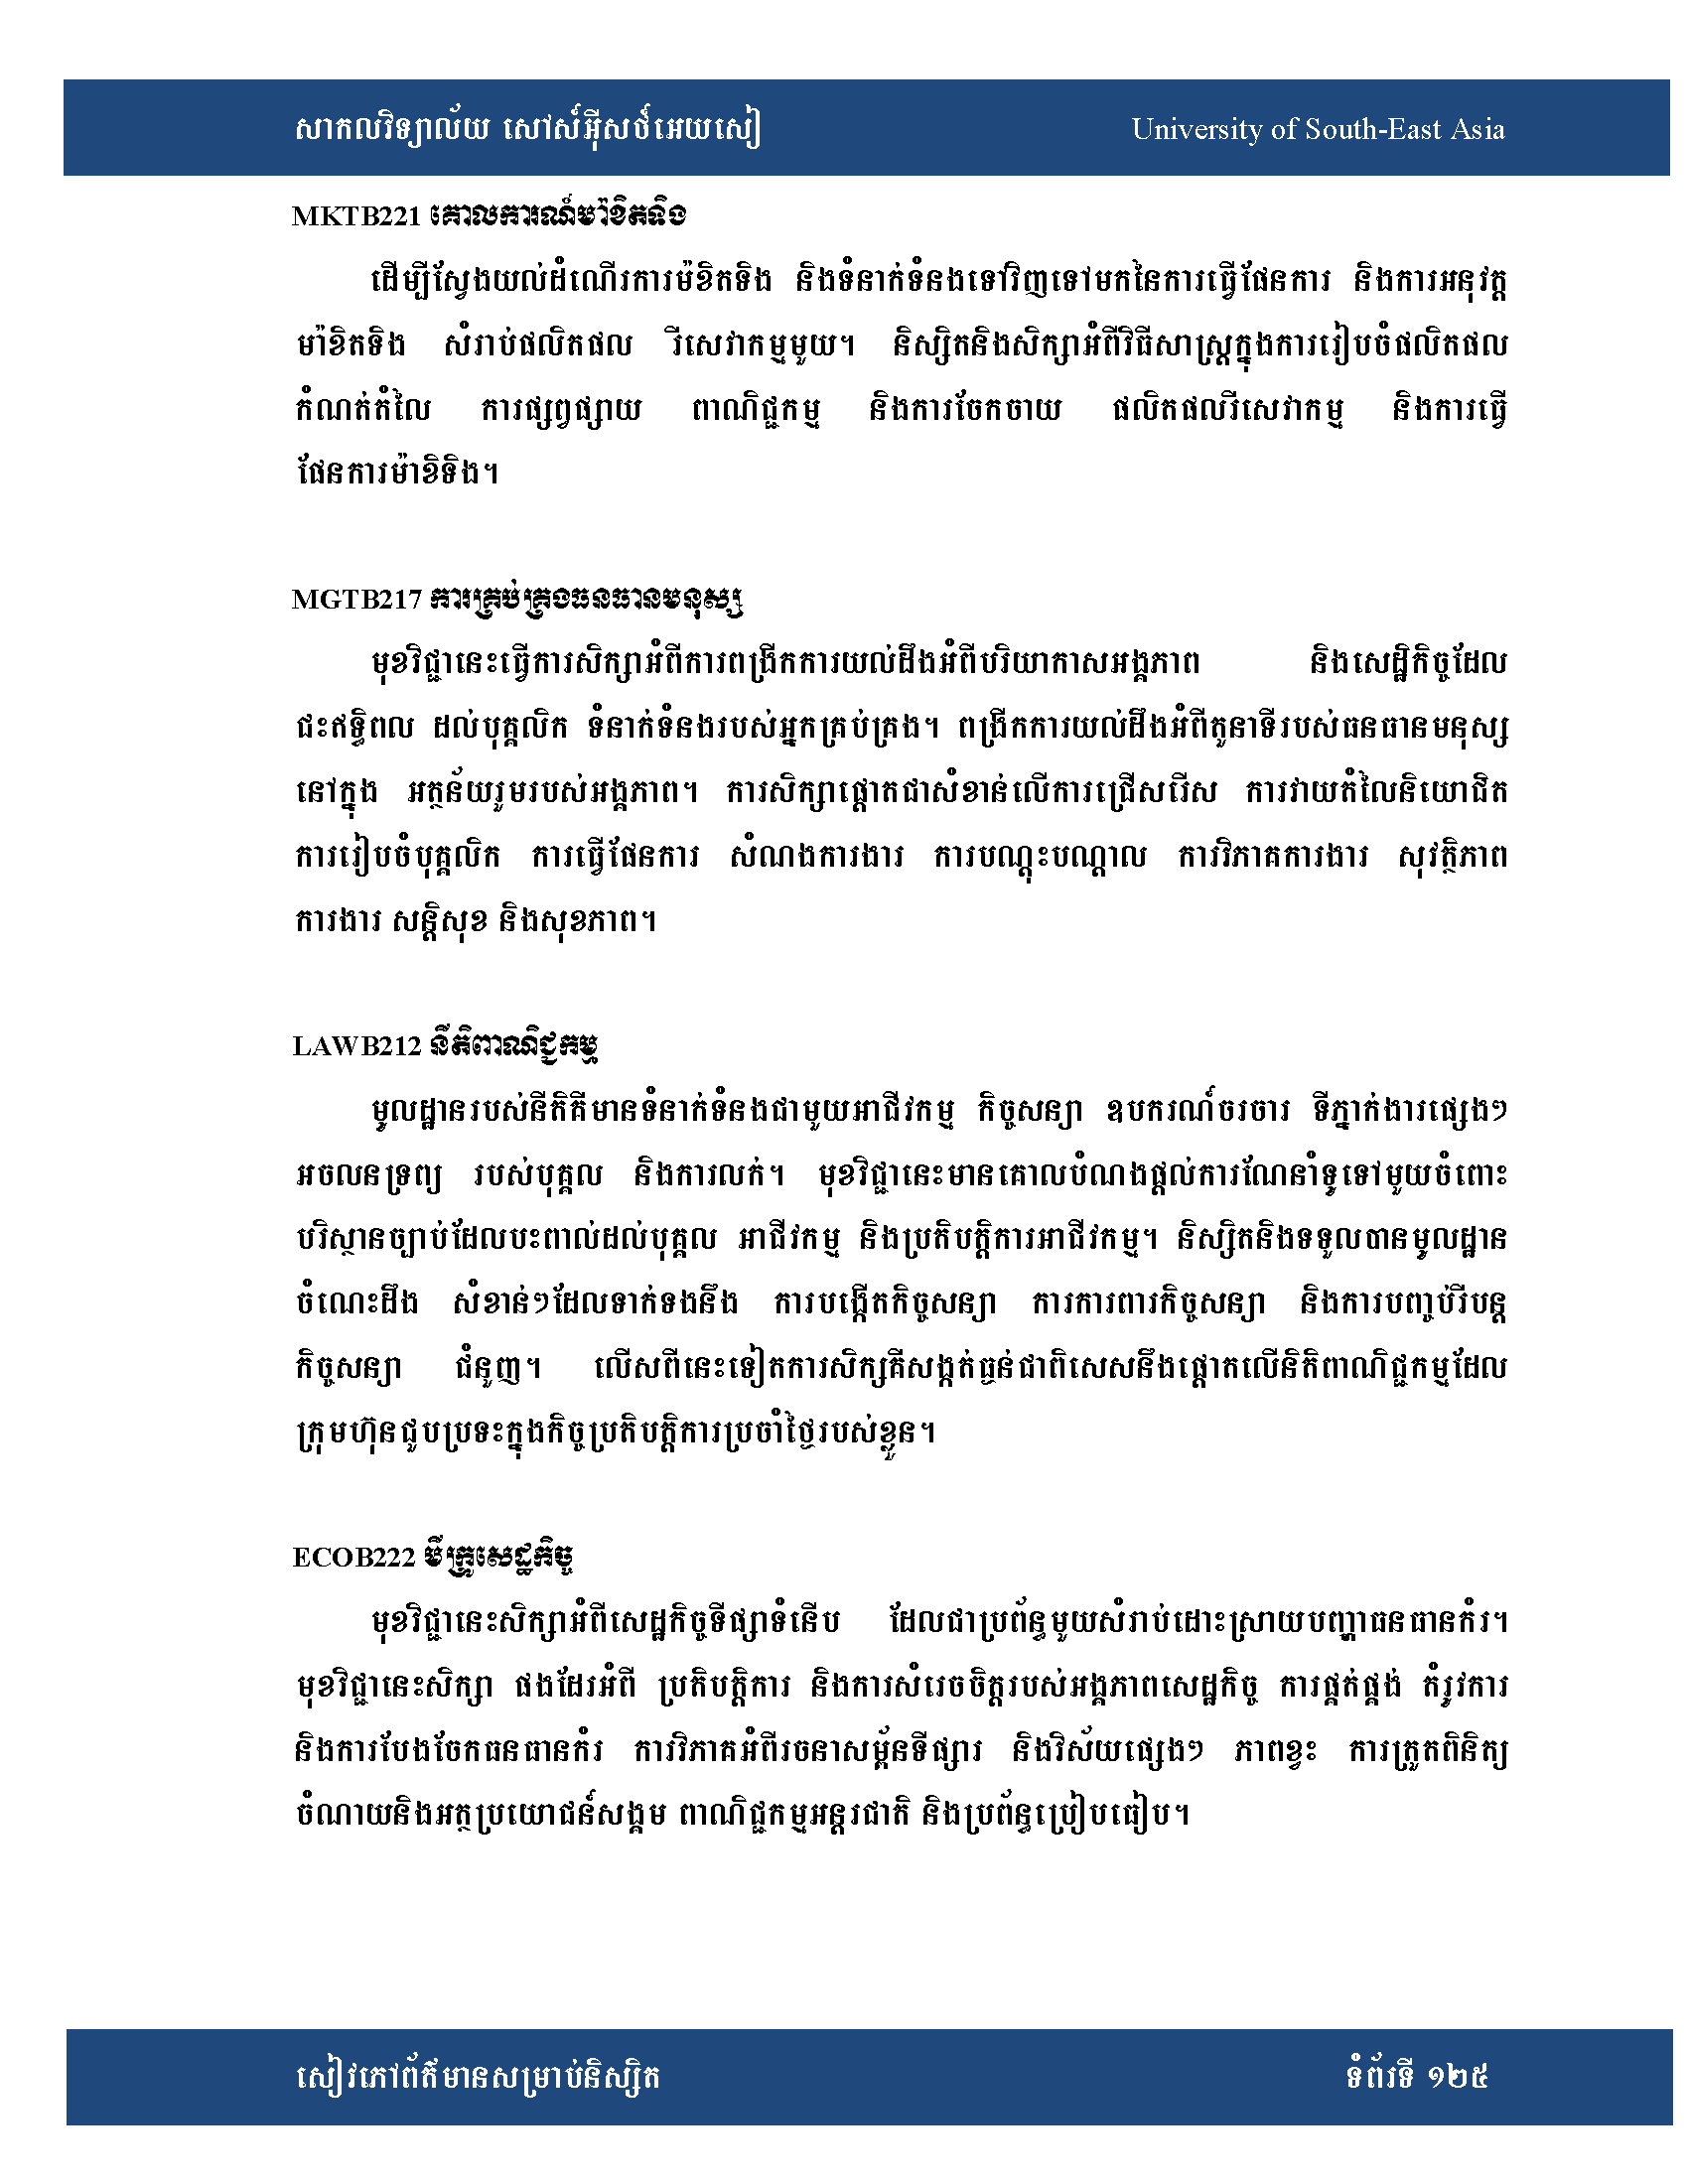 សាកលវិទ្យាល័យ សៅស៍អ៊ីសថ៍អេយសៀ University of South-East Asia
MKTB221 គោលការណ៍មា៉ខិតទិង
ដើម្បីស្វែងយល់ដំណើរការម៉ខិតទិង និងទំនាក់ទំនងទៅវិញទៅមកនៃការធ្វើផែនការ និងការអនុវត្ត
មា៉ខិតទិង សំរាប់ផលិតផល រឺសេវាកម្មមួយ។ និស្សិតនិងសិក្សាអំពីវិធីសាស្ត្រក្នុងការរៀបចំផលិតផល
កំណត់តំលៃ ការផ្សព្វផ្សាយ ពាណិជ្ជកម្ម និងការចែកចាយ ផលិតផលរឺសេវាកម្ម និងការធ្វើ
ផែនការម៉ាខិទិង។
MGTB217 ការគ្រប់គ្រងធនធានមនុស្ស
មុខវិជ្ជានេះធ្វើការសិក្សាអំពីការពង្រីកការយល់ដឹងអំពីបរិយាកាសអង្គភាព និងសេដ្ឋិកិច្ចដែល
ជះឥទ្ធិពល ដល់បុគ្គលិក ទំនាក់ទំនងរបស់អ្នកគ្រប់គ្រង។ ពង្រីកការយល់ដឹងអំពីតួនាទីរបស់ធនធានមនុស្ស
នៅក្នុង អត្ថន័យរួមរបស់អង្គភាព។ ការសិក្សាផ្តោតជាសំខាន់លើការជ្រើសរើស ការវាយតំលៃនិយោជិត
ការរៀបចំបុគ្គលិក ការធ្វើផែនការ សំណងការងារ ការបណ្តុះបណ្តាល ការវិភាគការងារ សុវត្ថិភាព
ការងារ សន្តិសុខ និងសុខភាព។
LAWB212 នីតិពាណិជ្ជកម្ម
មូលដ្ឋានរបស់នីតិគឺមានទំនាក់ទំនងជាមួយអាជីវកម្ម កិច្ចសន្យា ឧបករណ៍ចរចារ ទីភ្នាក់ងារផ្សេងៗ
អចលនទ្រព្យ របស់បុគ្គល និងការលក់។ មុខវិជ្ជានេះមានគោលបំណងផ្តល់ការណែនាំទូទៅមួយចំពោះ
បរិស្ថានច្បាប់ដែលបះពាល់ដល់បុគ្គល អាជីវកម្ម និងប្រតិបត្តិការអាជីវកម្ម។ និស្សិតនិងទទួលបានមូលដ្ឋាន
ចំណេះដឹង សំខាន់ៗដែលទាក់ទងនឹង ការបង្កើតកិច្ចសន្យា ការការពារកិច្ចសន្យា និងការបញ្ចប់រឺបន្ត
កិច្ចសន្យា ជំនួញ។ លើសពីនេះទៀតការសិក្សគឺសង្កត់ធ្ងន់ជាពិសេសនឹងផ្តោតលើនិតិពាណិជ្ជកម្មដែល
ក្រុមហ៊ុនជួបប្រទះក្នុងកិច្ចប្រតិបត្តិការប្រចាំថ្ងៃរបស់ខ្លួន។
ECOB222 មីក្រូសេដ្ឋកិច្ច
មុខវិជ្ជានេះសិក្សាអំពីសេដ្ឋកិច្ចទីផ្សាទំនើប ដែលជាប្រព័ន្ធមួយសំរាប់ដោះស្រាយបញ្ហាធនធានកំរ។
មុខវិជ្ជានេះសិក្សា ផងដែរអំពី ប្រតិបត្តិការ និងការសំរេចចិត្តរបស់អង្គភាពសេដ្ឋកិច្ច ការផ្គត់ផ្គង់ តំរូវការ
និងការបែងចែកធនធានកំរ ការវិភាគអំពីរចនាសម្ព័នទីផ្សារ និងវិស័យផ្សេងៗ ភាពខ្វះ ការត្រួតពិនិត្យ
ចំណាយនិងអត្ថប្រយោជន៍សង្គម ពាណិជ្ជកម្មអន្តរជាតិ និងប្រព័ន្ធប្រៀបធៀប។
សៀវភៅព័ត៌មានសម្រាប់និស្សិត ទំព័រទី ១២៥